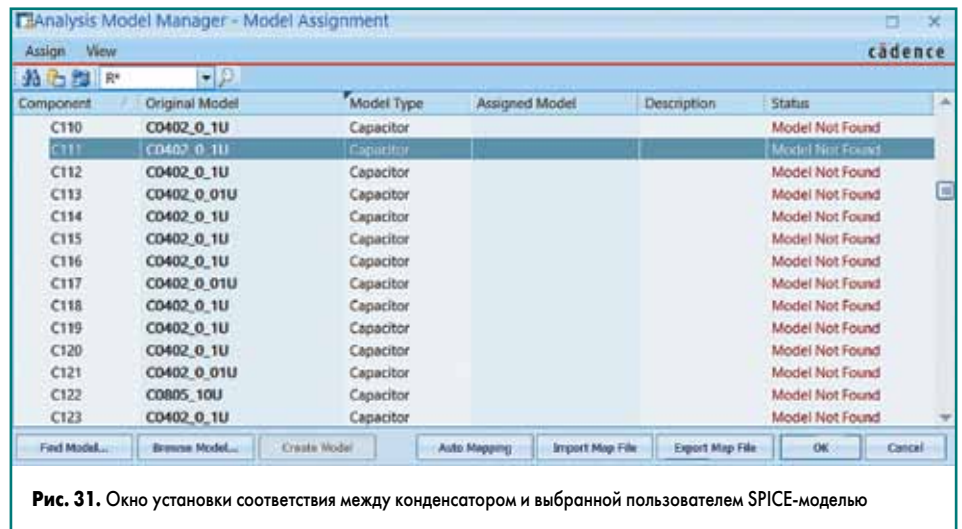 Analysis Model Manager - Model Assignment
Assign View cādence
R*
Component Original Model Model Type Assigned Model Description Status
C110 C0402_0_1U Capacitor Model Not Found
C111 C0402_0_1U Capacitor Model Not Found
C112 C0402_0_1U Capacitor Model Not Found
C113 C0402_0_01U Capacitor Model Not Found
C114 C0402_0_1U Capacitor Model Not Found
C115 C0402_0_1U Capacitor Model Not Found
C116 C0402_0_1U Capacitor Model Not Found
C117 C0402_0_01U Capacitor Model Not Found
C118 C0402_0_1U Capacitor Model Not Found
C119 C0402_0_1U Capacitor Model Not Found
C120 C0402_0_1U Capacitor Model Not Found
C121 C0402_0_01U Capacitor Model Not Found
C122 C0805_10U Capacitor Model Not Found
C123 C0402_0_1U Capacitor Model Not Found
Find Model... Browse Model... Create Model Auto Mapping Import Map File Export Map File OK Cancel
Рис. 31. Окно установки соответствия между конденсатором и выбранной пользователем SPICE-моделью